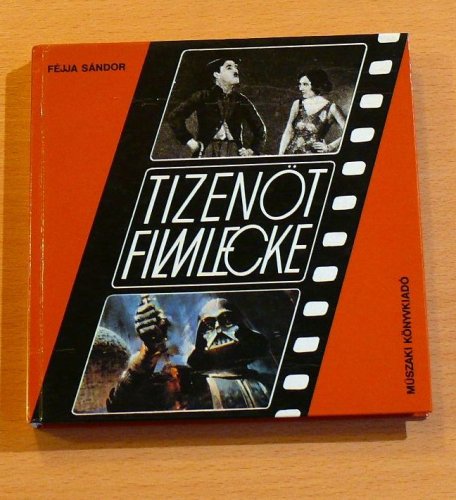 FÉJJA SÁNDOR
TIZENÖT
FILMLECKE
MŰSZAKI KÖNYVKIADÓ